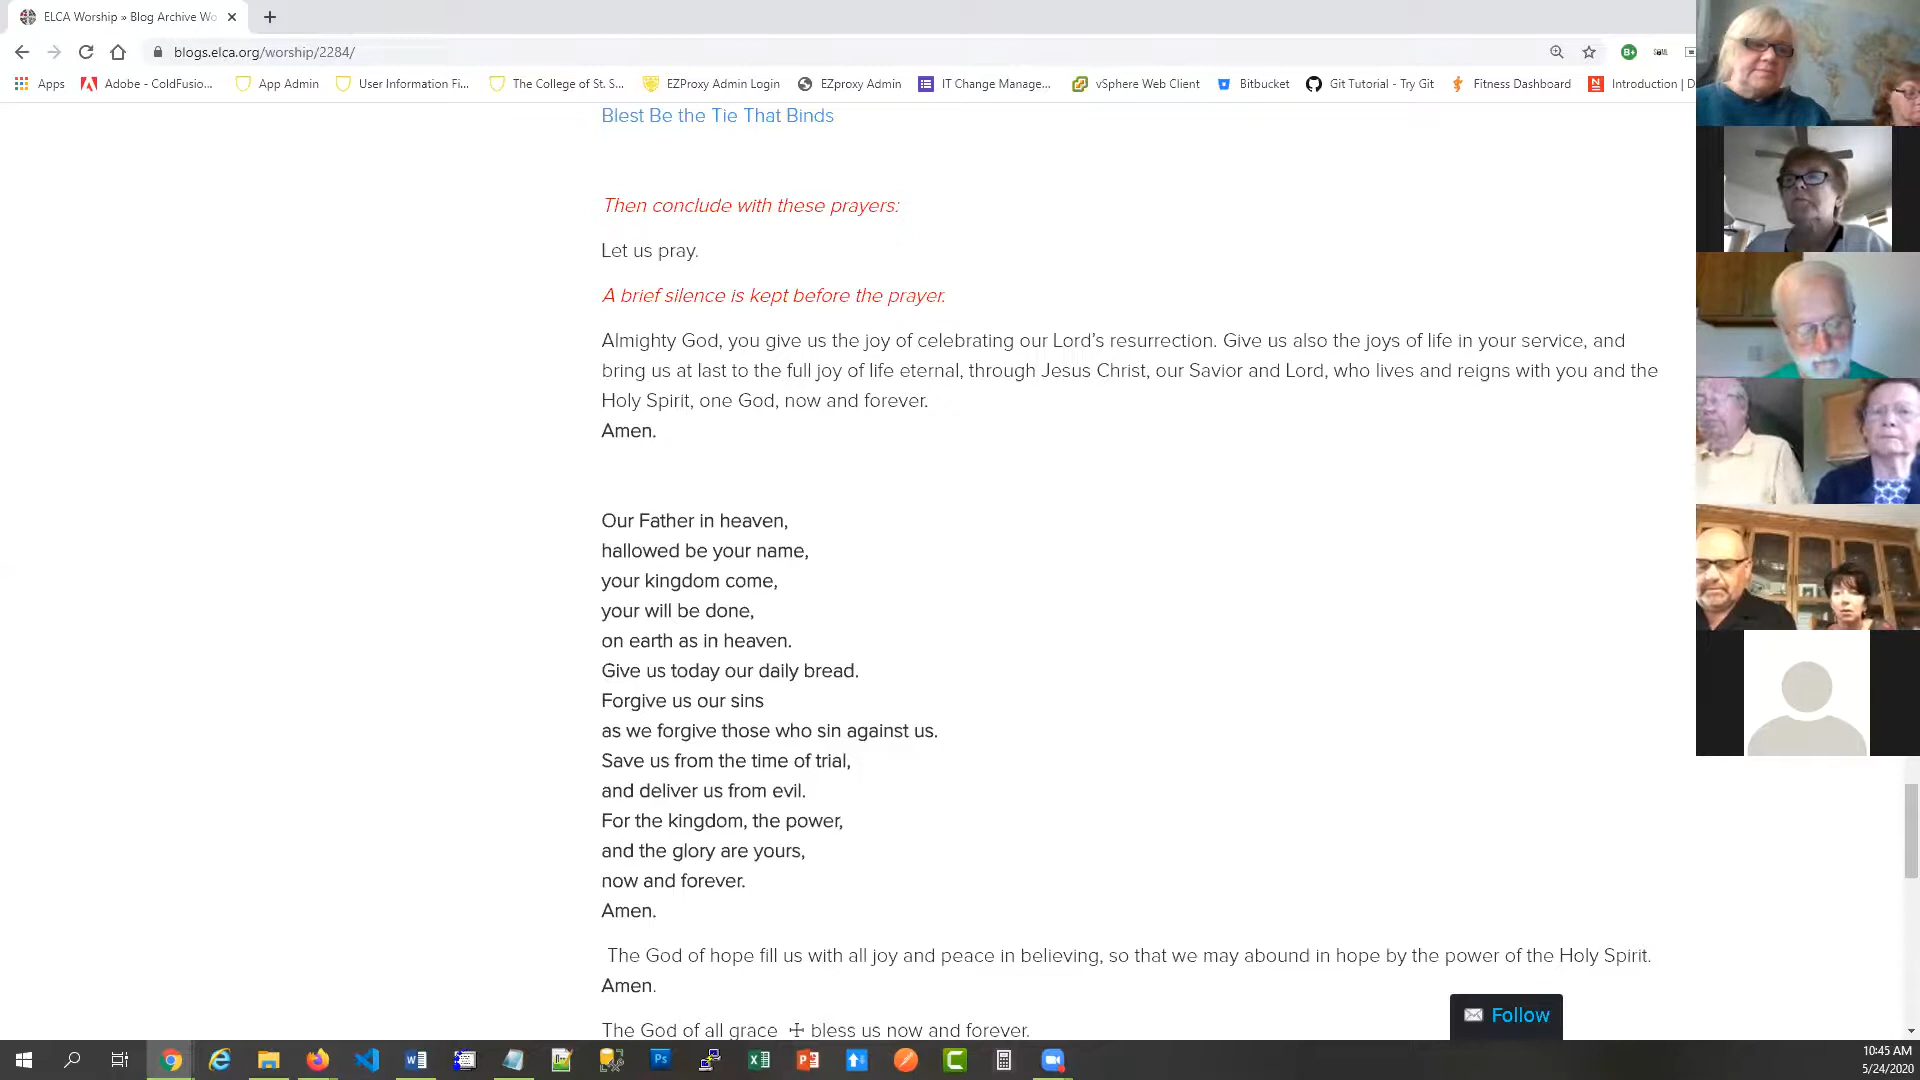 ELCA Worship » Blog Archive Wo
blogs.elca.org/worship/2284/
Apps
Adobe - ColdFusio...
App Admin
User Information Fi...
The College of St. S...
EZProxy Admin Login
EZproxy Admin
IT Change Manage...
vSphere Web Client
Bitbucket
Git Tutorial - Try Git
Fitness Dashboard
Introduction | D
Blest Be the Tie That Binds
Then conclude with these prayers:
Let us pray.
A brief silence is kept before the prayer.
Almighty God, you give us the joy of celebrating our Lord’s resurrection. Give us also the joys of life in your service, and
bring us at last to the full joy of life eternal, through Jesus Christ, our Savior and Lord, who lives and reigns with you and the
Holy Spirit, one God, now and forever.
Amen.
Our Father in heaven,
hallowed be your name,
your kingdom come,
your will be done,
on earth as in heaven.
Give us today our daily bread.
Forgive us our sins
as we forgive those who sin against us.
Save us from the time of trial,
and deliver us from evil.
For the kingdom, the power,
and the glory are yours,
now and forever.
Amen.
The God of hope fill us with all joy and peace in believing, so that we may abound in hope by the power of the Holy Spirit.
Amen.
Follow
The God of all grace ☩ bless us now and forever.
10:45 AM
5/24/2020